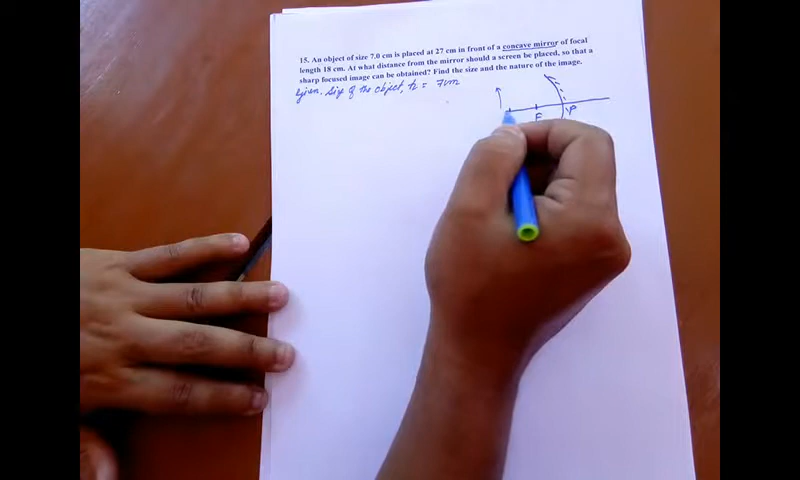 15. An object of size 7.0 cm is placed at 27 cm in front of a concave mirror of focal
length 18 cm. At what distance from the mirror should a screen be placed, so that a
sharp focused image can be obtained? Find the size and the nature of the image.
Given, Size of the object, h = 7cm
F P